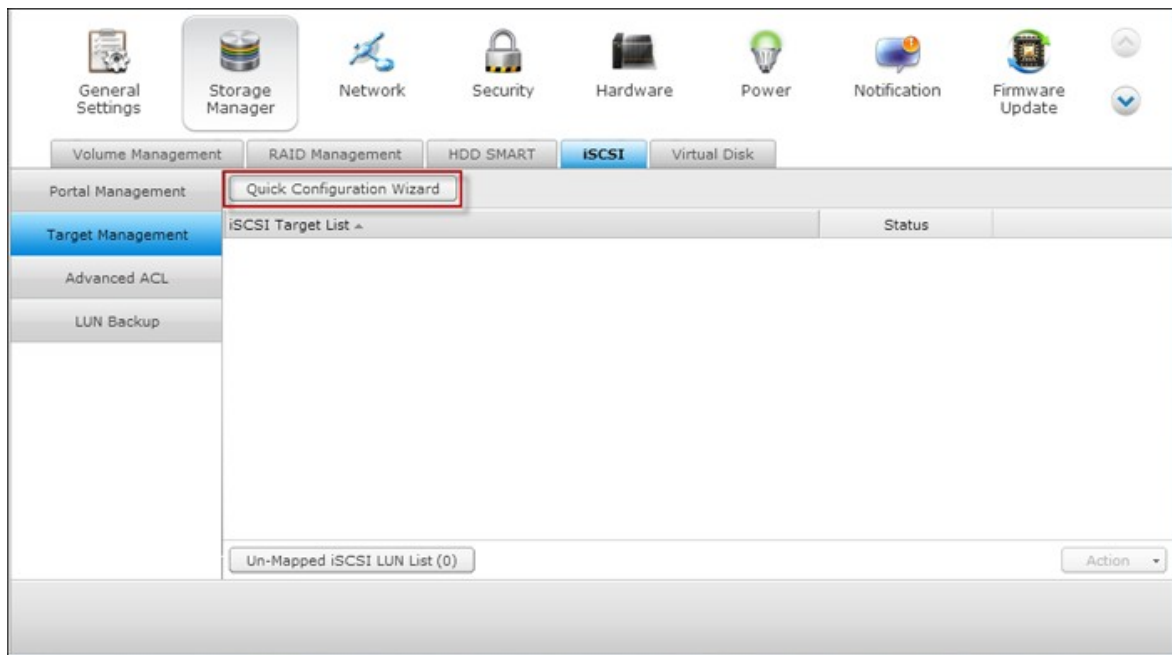 General
Settings
Storage
Manager
Network
Security
Hardware
Power
Notification
Firmware
Update
Volume Management
RAID Management
HDD SMART
iSCSI
Virtual Disk
Portal Management
Quick Configuration Wizard
Target Management
iSCSI Target List
Status
Advanced ACL
LUN Backup
Un-Mapped iSCSI LUN List (0)
Action